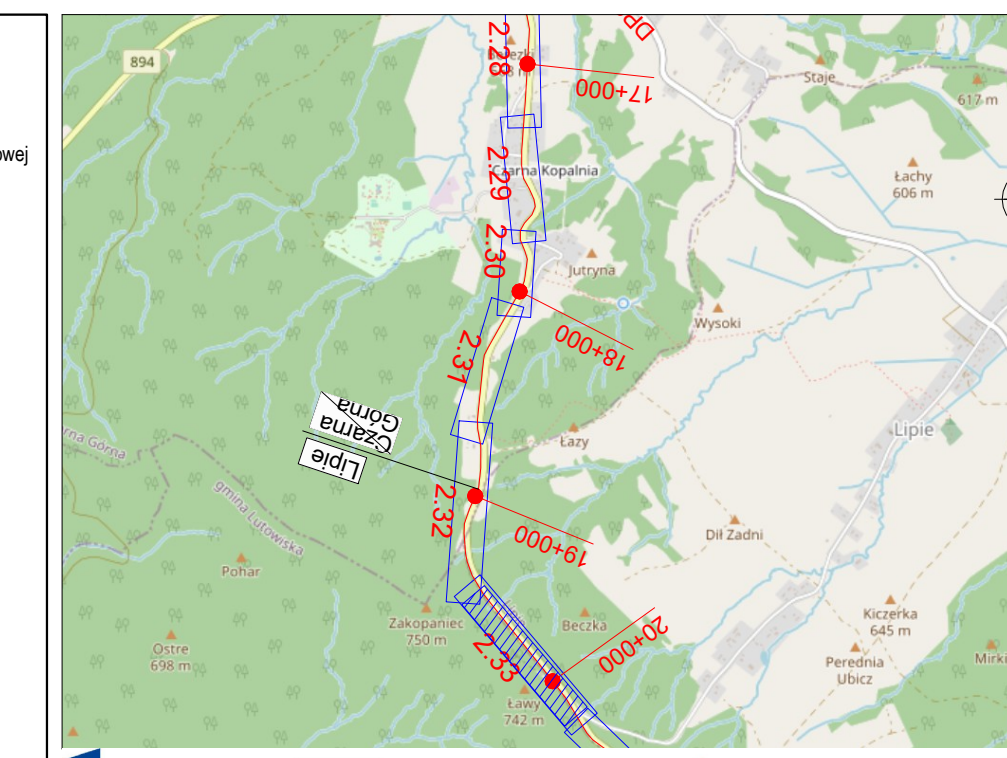 owej
894
2.28
17+000
DP
Staje
617 m
2.29
Czarna Kopalnia
Łachy
606 m
2.30
Jutryna
Wysoki
18+000
2.31
Czarna
Górna
Lipie
arna Górna
Łazy
Lipie
gmina Lutowiska
2.32
19+000
Dił Zadni
Pohar
Zakopaniec
750 m
Beczka
20+000
Kiczerka
645 m
Ostre
698 m
2.33
Perednia
Ubicz
Mirki
Ławy
742 m